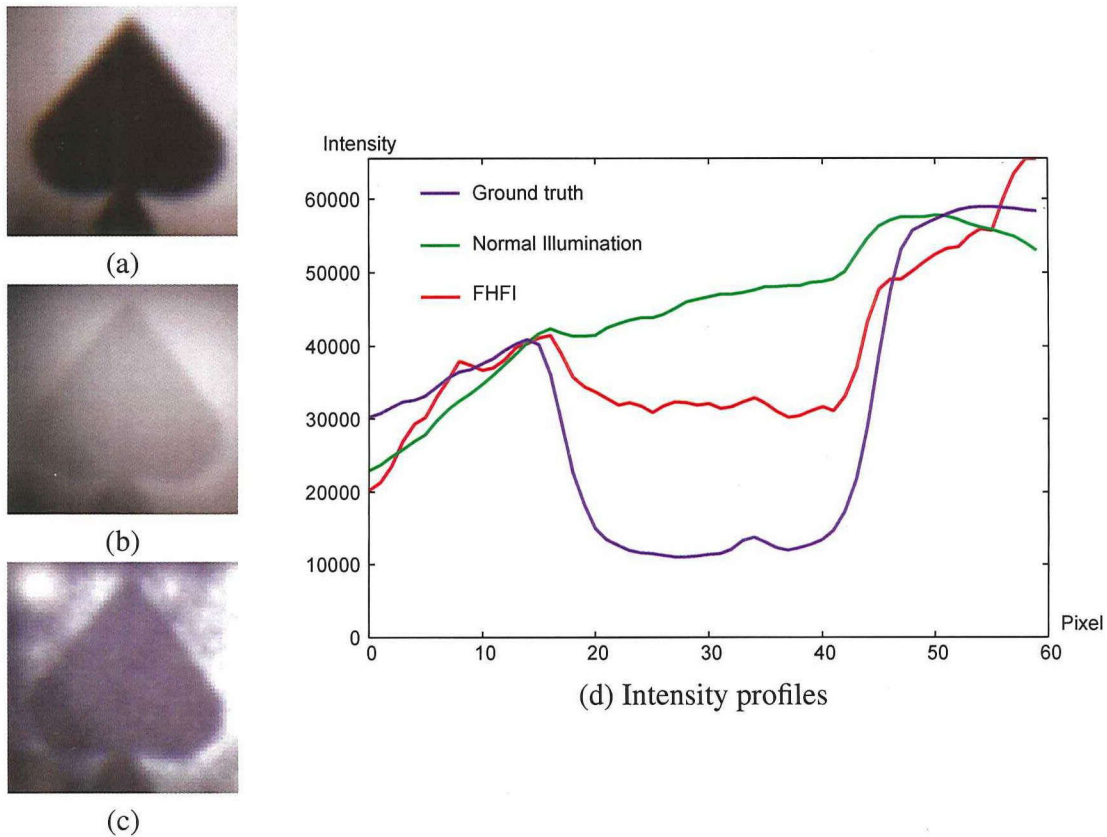 (a)
(b)
(c)
Intensity
60000
50000
40000
30000
20000
10000
0
Ground truth
Normal Illumination
FHFI
0 10 20 30 40 50 60
Pixel
(d) Intensity profiles